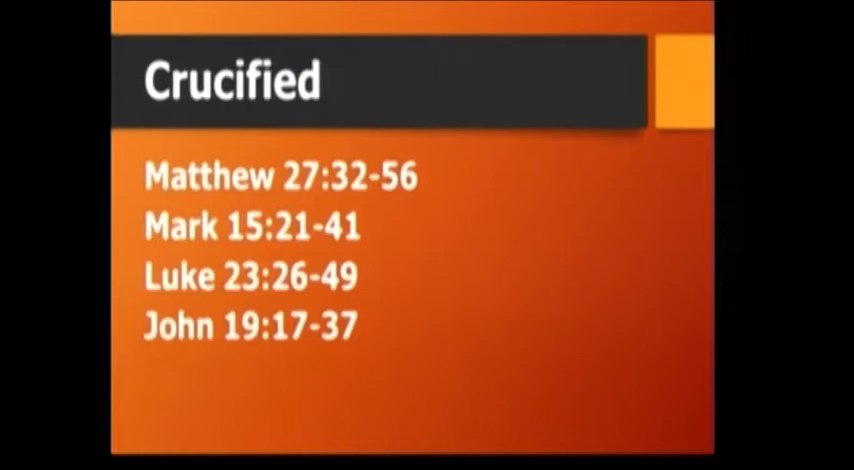 Crucified
Matthew 27:32-56
Mark 15:21-41
Luke 23:26-49
John 19:17-37